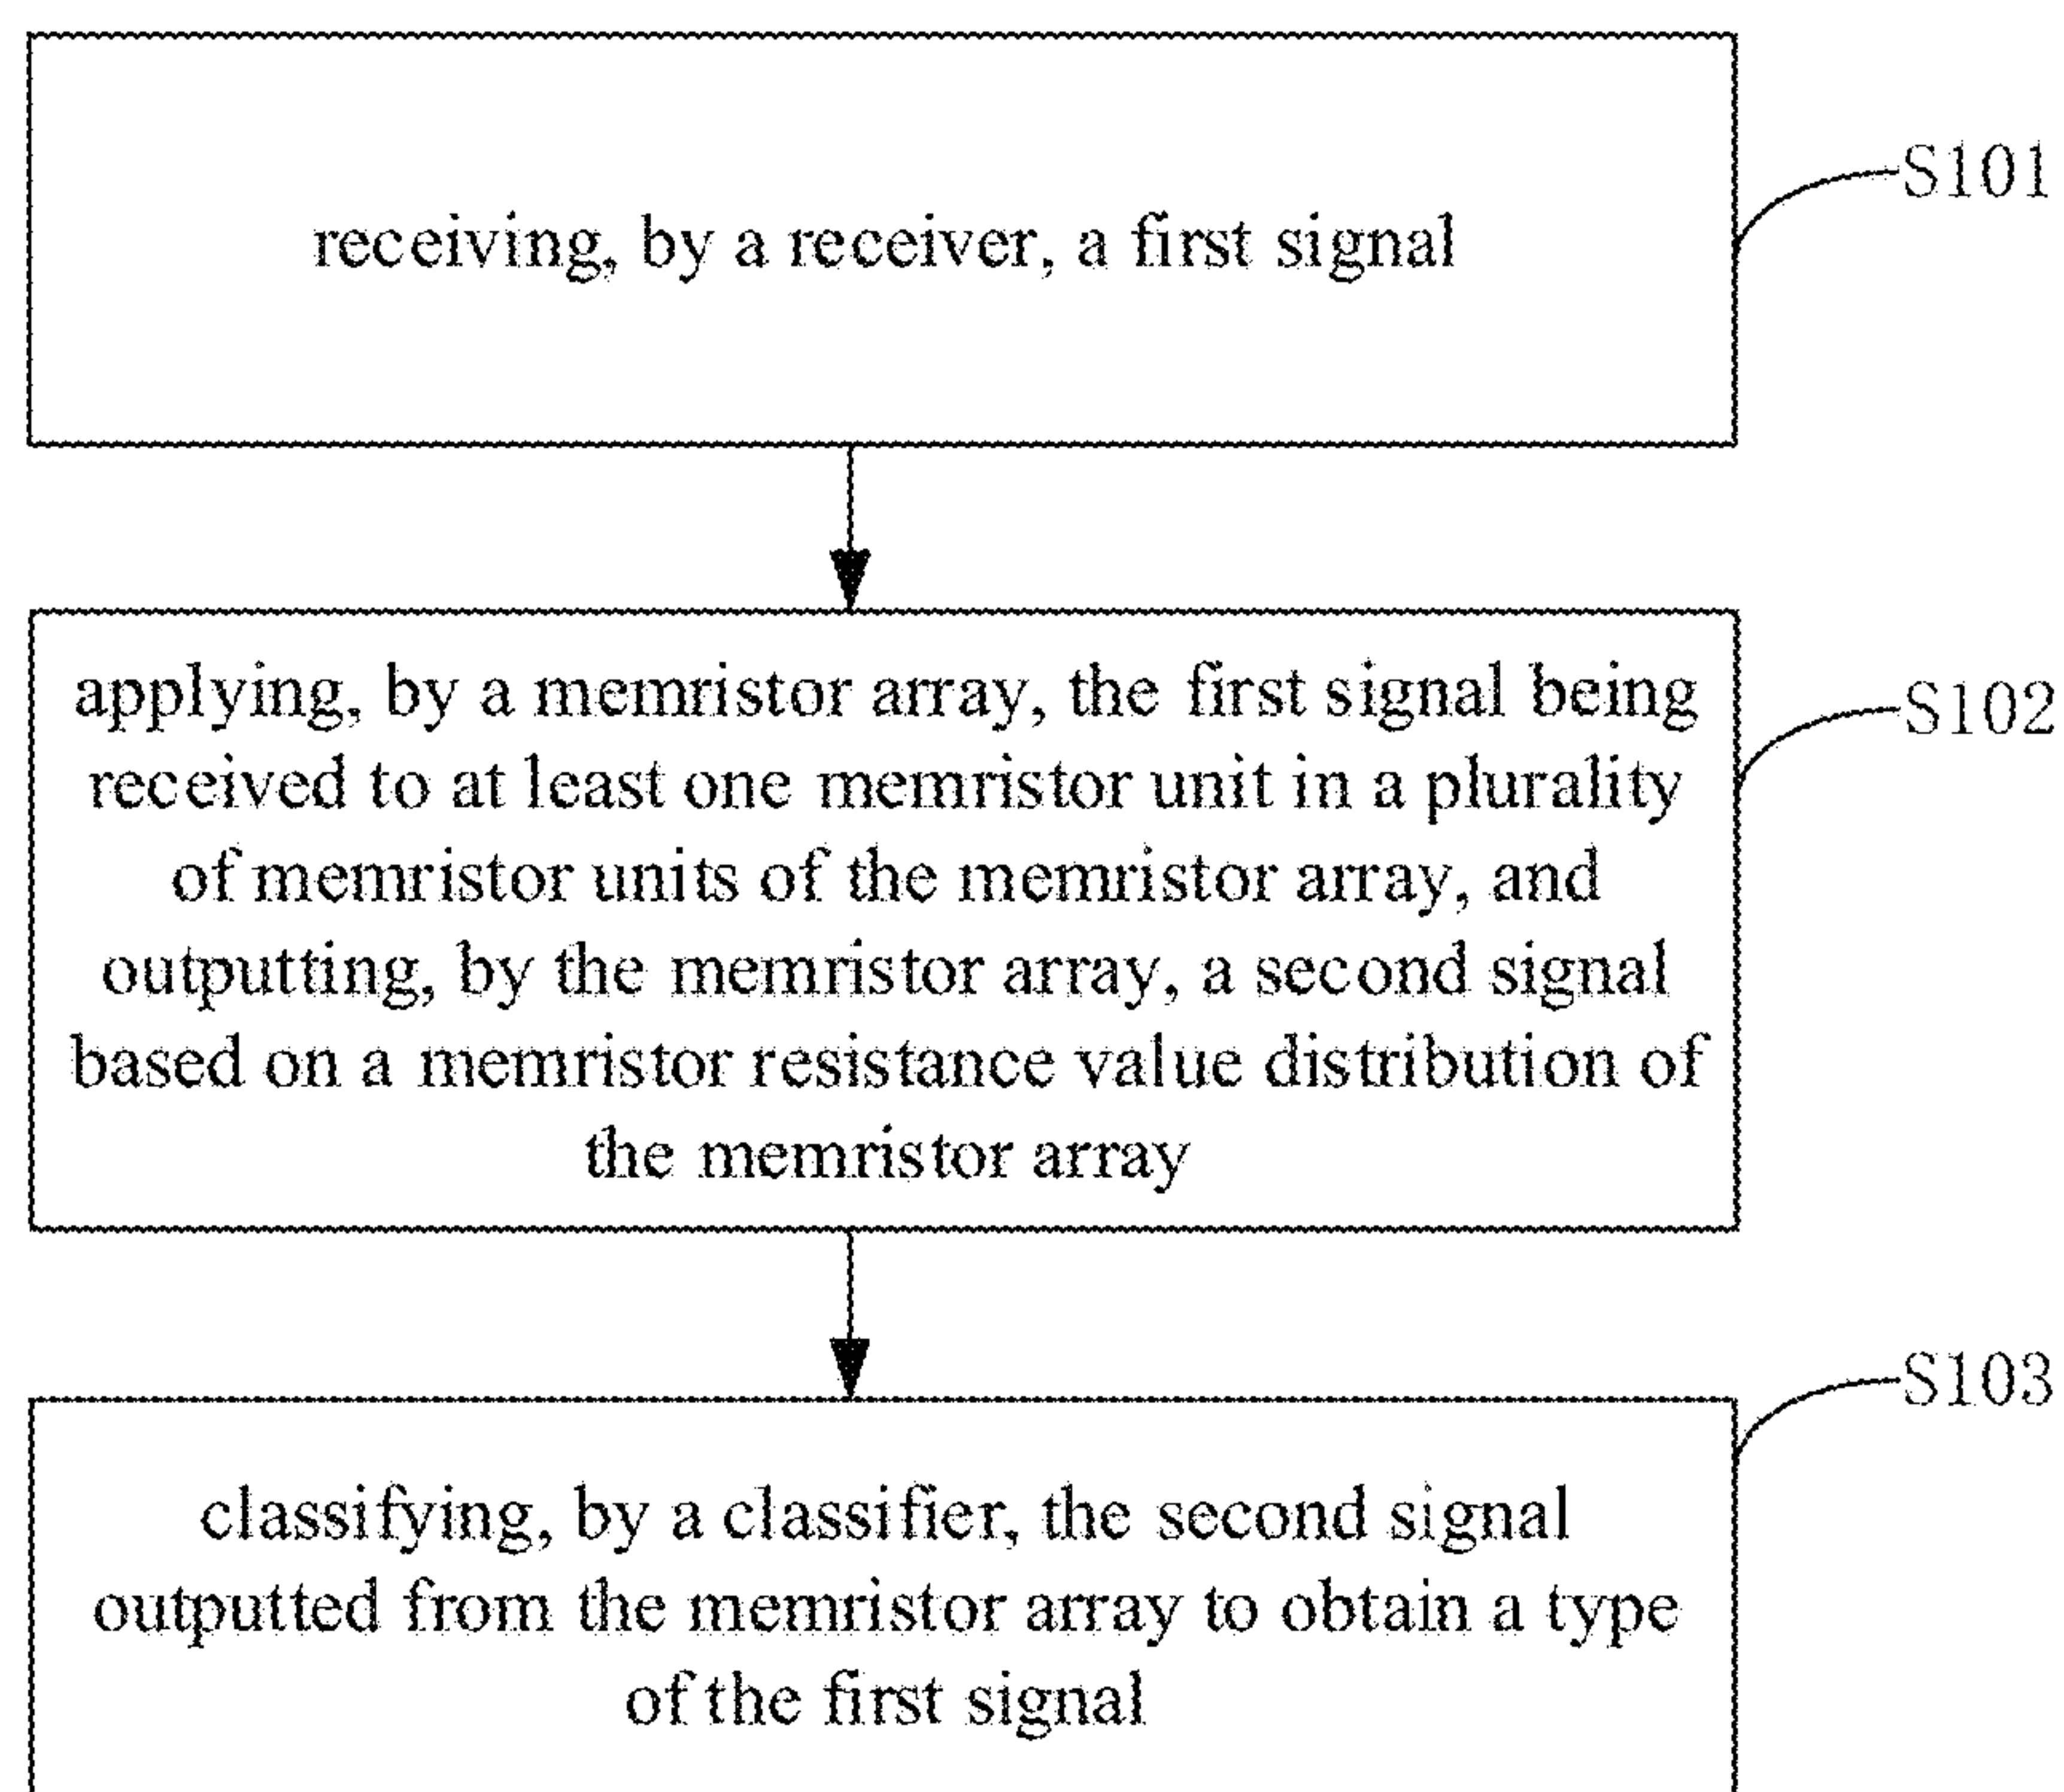 receiving, by a receiver, a first signal
S101
applying, by a memristor array, the first signal being
received to at least one memristor unit in a plurality
of memristor units of the memristor array, and
outputting, by the memristor array, a second signal
based on a memristor resistance value distribution of
the memristor array
S102
classifying, by a classifier, the second signal
outputted from the memristor array to obtain a type
of the first signal
S103